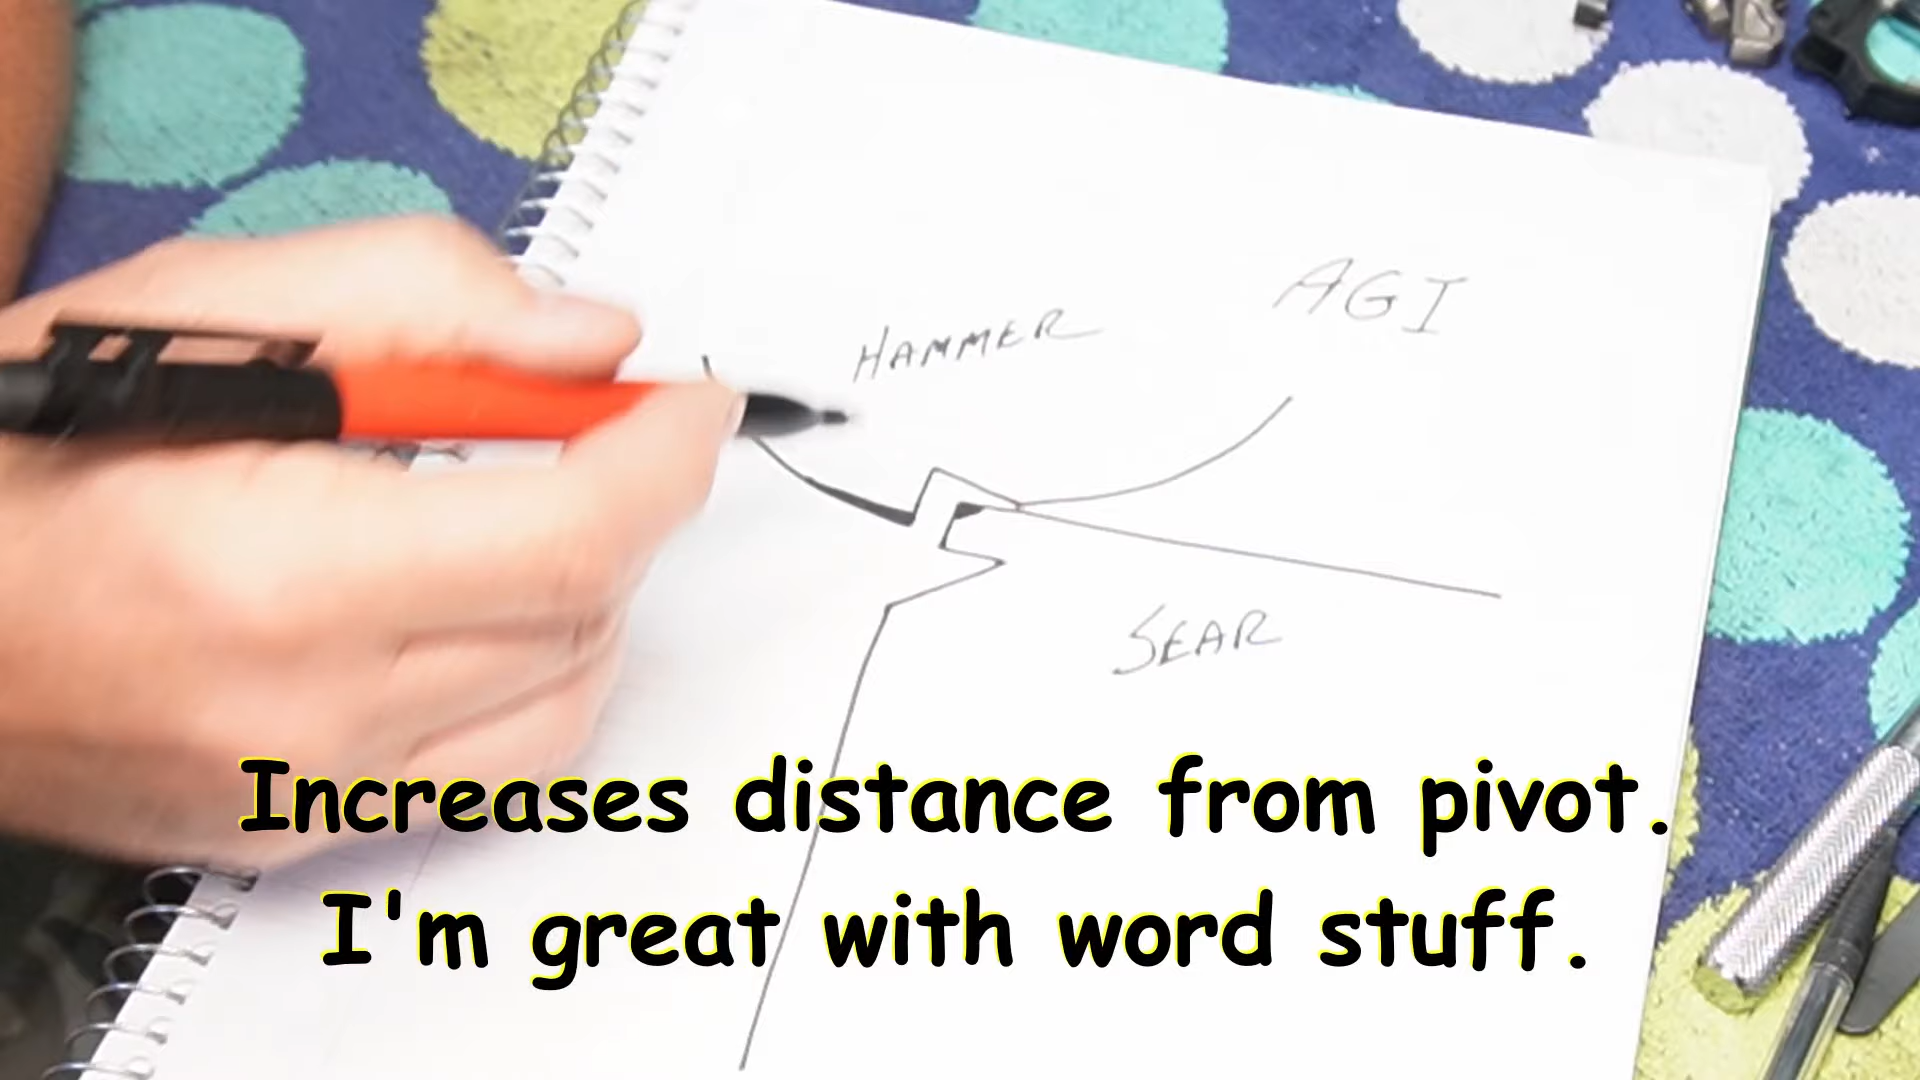 AGI
HAMMER
SEAR
Increases distance from pivot.
I'm great with word stuff.